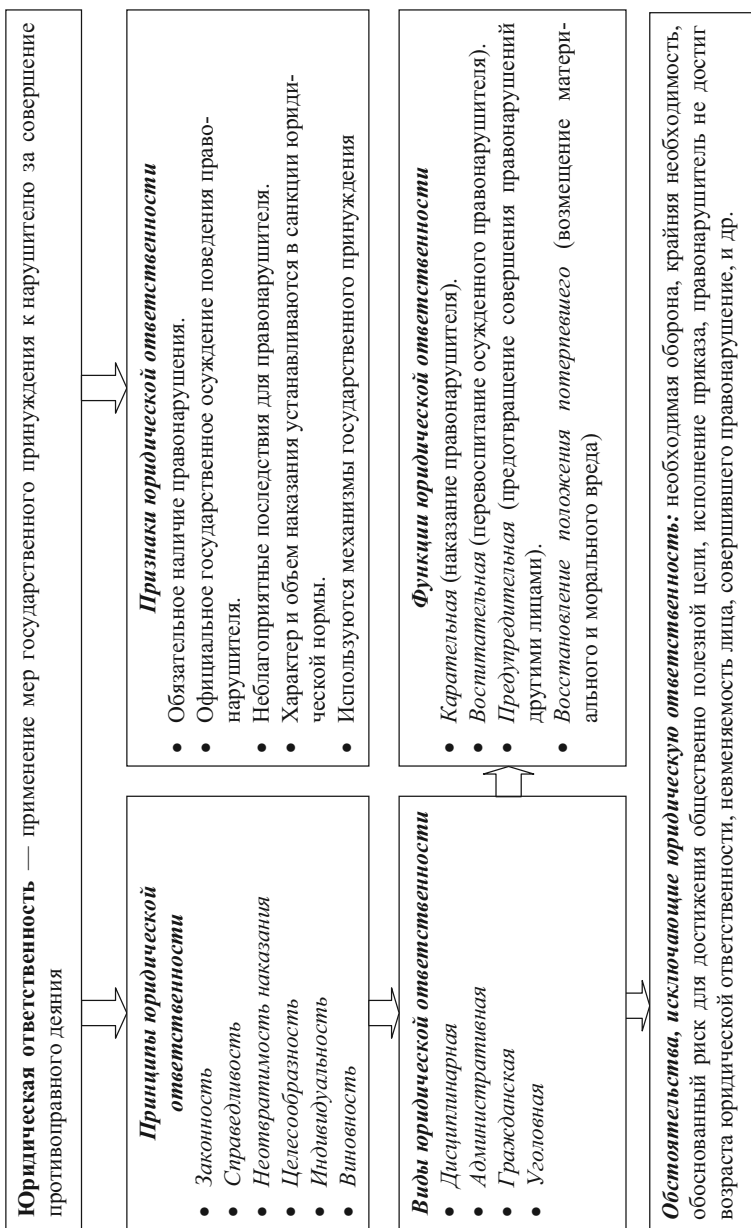 Юридическая ответственность — применение мер государственного принуждения к нарушителю за совершение
противоправного деяния
Принципы юридической
ответственности
• Законность
• Справедливость
• Неотвратимость наказания
• Целесообразность
• Индивидуальность
• Виновность
Признаки юридической ответственности
• Обязательное наличие правонарушения.
• Официальное государственное осуждение поведения право-
нарушителя.
• Неблагоприятные последствия для правонарушителя.
• Характер и объем наказания устанавливаются в санкции юриди-
ческой нормы.
• Используются механизмы государственного принуждения
Виды юридической ответственности
• Дисциплинарная
• Административная
• Гражданская
• Уголовная
Функции юридической ответственности
• Карательная (наказание правонарушителя).
• Воспитательная (перевоспитание осужденного правонарушителя).
• Предупредительная (предотвращение совершения правонарушений
другими лицами).
• Восстановление положения потерпевшего (возмещение матери-
ального и морального вреда)
Обстоятельства, исключающие юридическую ответственность: необходимая оборона, крайняя необходимость,
обоснованный риск для достижения общественно полезной цели, исполнение приказа, правонарушитель не достиг
возраста юридической ответственности, невменяемость лица, совершившего правонарушение, и др.